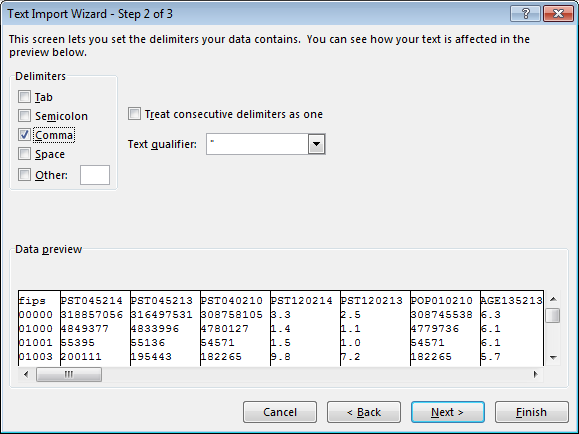 Text Import Wizard - Step 2 of 3
This screen lets you set the delimiters your data contains. You can see how your text is affected in the
preview below.
Delimiters
Tab
Semicolon
Comma
Space
Other:
Treat consecutive delimiters as one
Text qualifier: "
Data preview
fips PST045214 PST045213 PST040210 PST120214 PST120213 POP010210 AGE135213
00000 318857056 316497531 308758105 3.3 2.5 308745538 6.3
01000 4849377 4833996 4780127 1.4 1.1 4779736 6.1
01001 55395 55136 54571 1.5 1.0 54571 6.1
01003 200111 195443 182265 9.8 7.2 182265 5.7
Cancel < Back Next > Finish